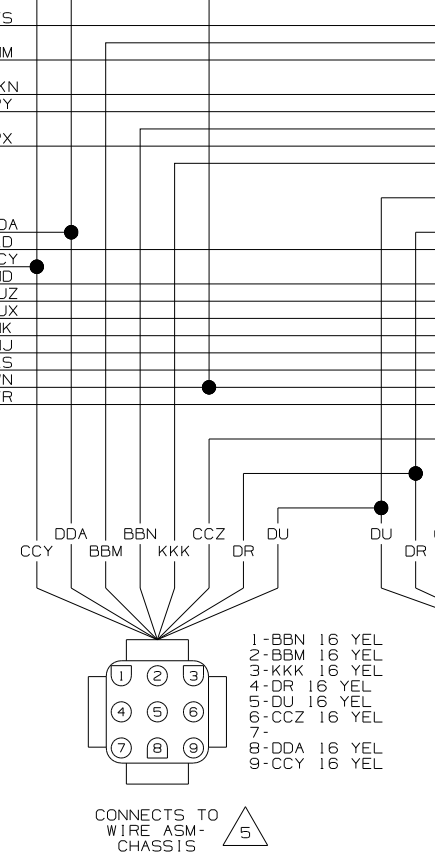 KN
PY
PX
DA
CY
UZ
UX
DDA BBN CCZ DU DU
CCY BBM KKK DR DR
1-BBN 16 YEL
2-BBM 16 YEL
3-KKK 16 YEL
4-DR 16 YEL
5-DU 16 YEL
6-CCZ 16 YEL
7-
8-DDA 16 YEL
9-CCY 16 YEL
1 2 3
4 5 6
7 8 9
CONNECTS TO
WIRE ASM-
CHASSIS
5